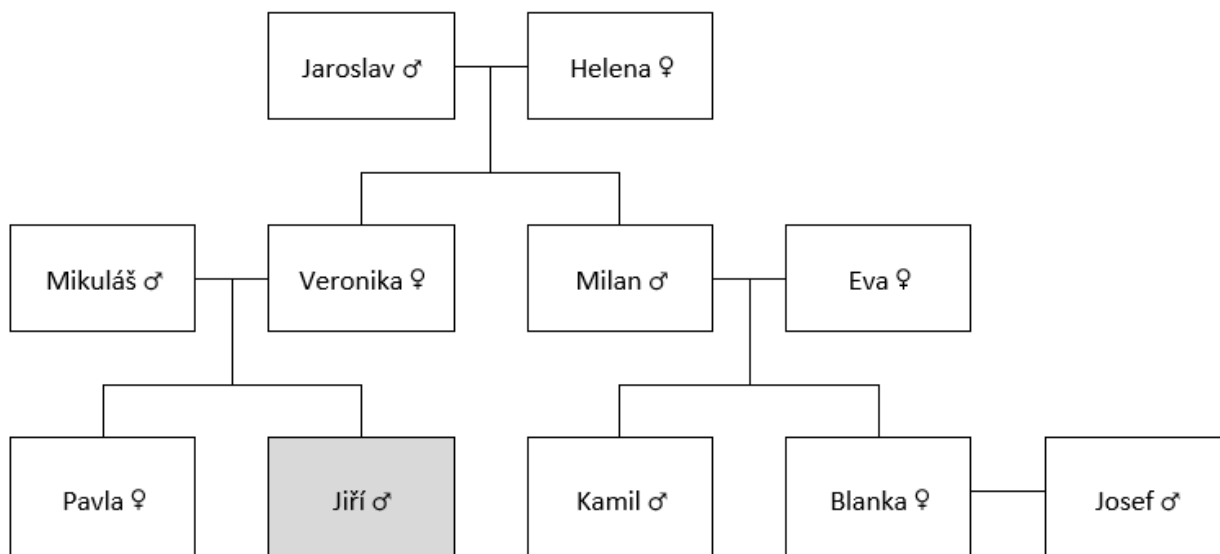 Jaroslav ♂ Helena ♀
Mikuláš ♂ Veronika ♀ Milan ♂ Eva ♀
Pavla ♀ Jiří ♂ Kamil ♂ Blanka ♀ Josef ♂